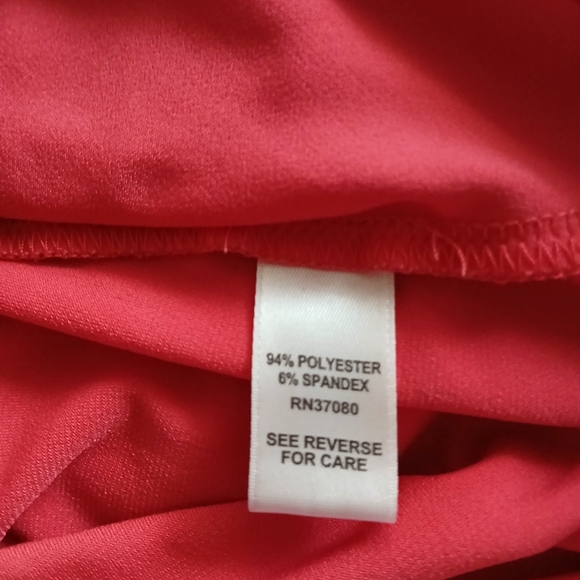 94% POLYESTER
6% SPANDEX
RN37080
SEE REVERSE
FOR CARE